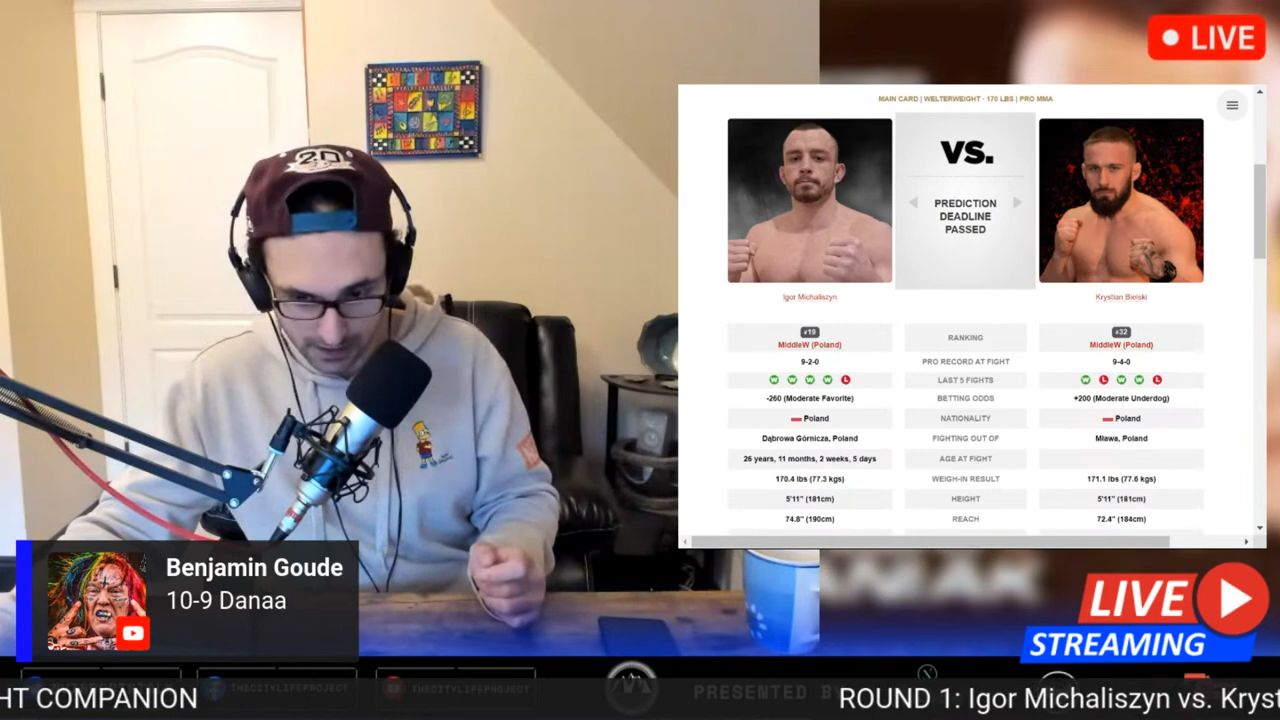 LIVE
20
MAIN CARD | WELTERWEIGHT · 170 LBS | PRO MMA
VS.
PREDICTION
DEADLINE
PASSED
Igor Michaliszyn
Krystian Bielski
#19 RANKING #32
MiddleW (Poland) MiddleW (Poland)
9-2-0 PRO RECORD AT FIGHT 9-4-0
W W W W L LAST 5 FIGHTS W L W W L
-260 (Moderate Favorite) BETTING ODDS +200 (Moderate Underdog)
Poland NATIONALITY Poland
Dąbrowa Górnicza, Poland FIGHTING OUT OF Mława, Poland
26 years, 11 months, 2 weeks, 5 days AGE AT FIGHT
170.4 lbs (77.3 kgs) WEIGH-IN RESULT 171.1 lbs (77.6 kgs)
5'11" (181cm) HEIGHT 5'11" (181cm)
74.8" (190cm) REACH 72.4" (184cm)
Benjamin Goude
10-9 Danaa
LIVE
STREAMING
THECITYLIFEPROJECT
THECITYLIFEPROJECT
PRESENTED BY
HT COMPANION
ROUND 1: Igor Michaliszyn vs. Kryst